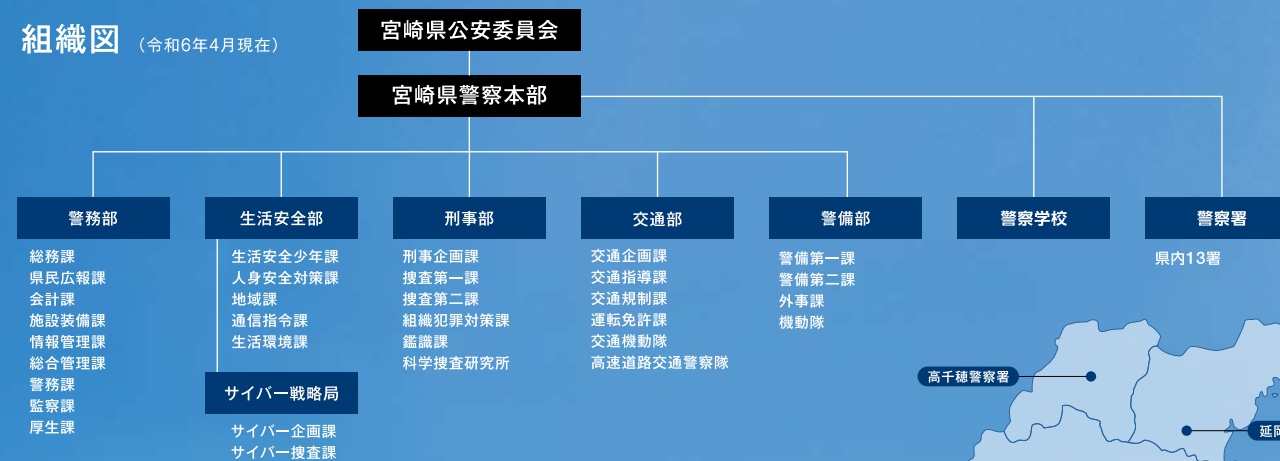 組織図 (令和6年4月現在)
宮崎県公安委員会
宮崎県警察本部
警務部
総務課
県民広報課
会計課
施設装備課
情報管理課
総合管理課
警務課
監察課
厚生課
生活安全部
生活安全少年課
人身安全対策課
地域課
通信指令課
生活環境課
サイバー戦略局
サイバー企画課
サイバー捜査課
刑事部
刑事企画課
捜査第一課
捜査第二課
組織犯罪対策課
鑑識課
科学捜査研究所
交通部
交通企画課
交通指導課
交通規制課
運転免許課
交通機動隊
高速道路交通警察隊
警備部
警備第一課
警備第二課
外事課
機動隊
警察学校
警察署
県内13署
高千穂警察署
延岡